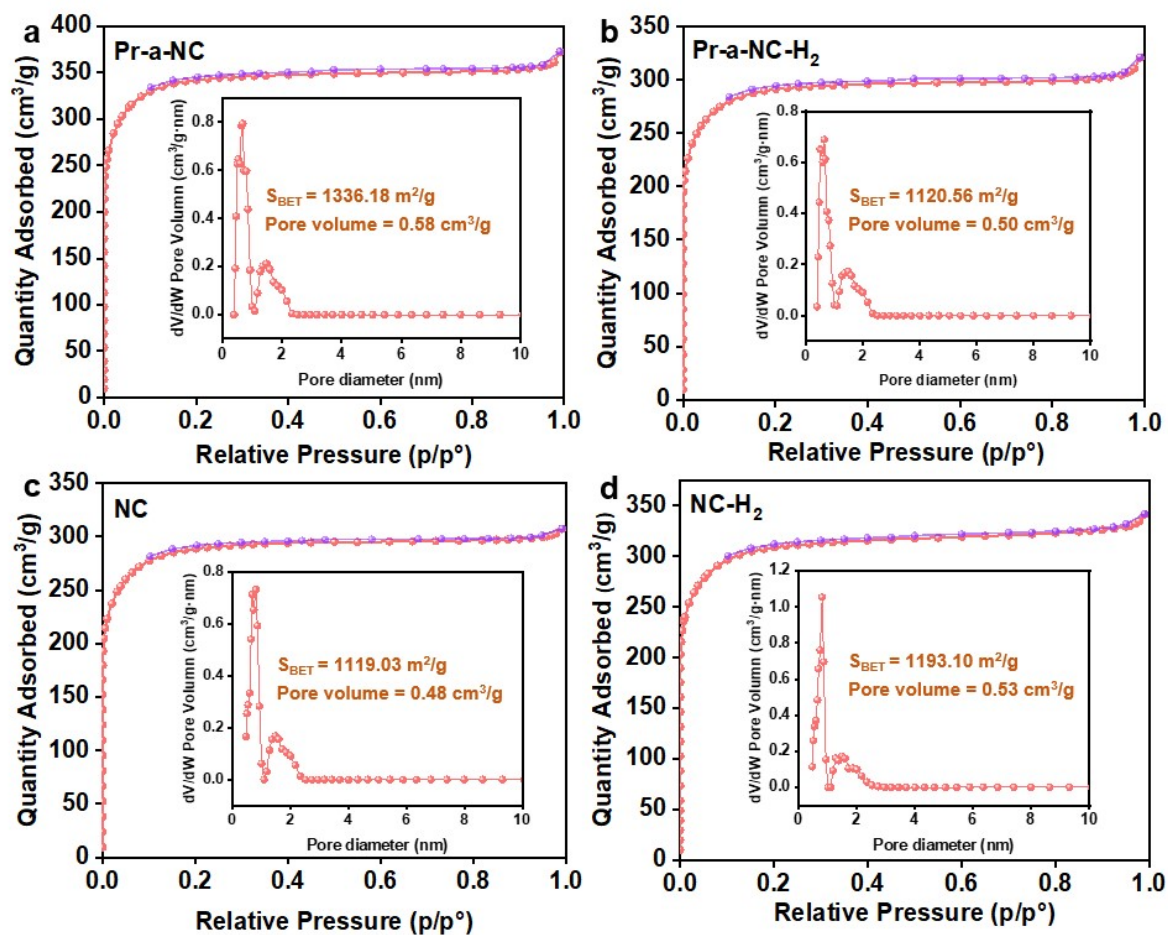 a
Pr-a-NC
Quantity Adsorbed (cm³/g)
400
350
300
250
200
150
100
50
0
dV/dW Pore Volumn (cm³/g·nm)
0.8
0.6
0.4
0.2
0.0
S_BET = 1336.18 m²/g
Pore volume = 0.58 cm³/g
0 2 4 6 8 10
Pore diameter (nm)
0.0 0.2 0.4 0.6 0.8 1.0
Relative Pressure (p/p°)
b
Pr-a-NC-H₂
Quantity Adsorbed (cm³/g)
350
300
250
200
150
100
50
0
dV/dW Pore Volumn (cm³/g·nm)
0.8
0.6
0.4
0.2
0.0
S_BET = 1120.56 m²/g
Pore volume = 0.50 cm³/g
0 2 4 6 8 10
Pore diameter (nm)
0.0 0.2 0.4 0.6 0.8 1.0
Relative Pressure (p/p°)
c
NC
Quantity Adsorbed (cm³/g)
350
300
250
200
150
100
50
0
dV/dW Pore Volumn (cm³/g·nm)
0.8
0.6
0.4
0.2
0.0
S_BET = 1119.03 m²/g
Pore volume = 0.48 cm³/g
0 2 4 6 8 10
Pore diameter (nm)
0.0 0.2 0.4 0.6 0.8 1.0
Relative Pressure (p/p°)
d
NC-H₂
Quantity Adsorbed (cm³/g)
350
300
250
200
150
100
50
0
dV/dW Pore Volumn (cm³/g·nm)
1.2
1.0
0.8
0.6
0.4
0.2
0.0
S_BET = 1193.10 m²/g
Pore volume = 0.53 cm³/g
0 2 4 6 8 10
Pore diameter (nm)
0.0 0.2 0.4 0.6 0.8 1.0
Relative Pressure (p/p°)